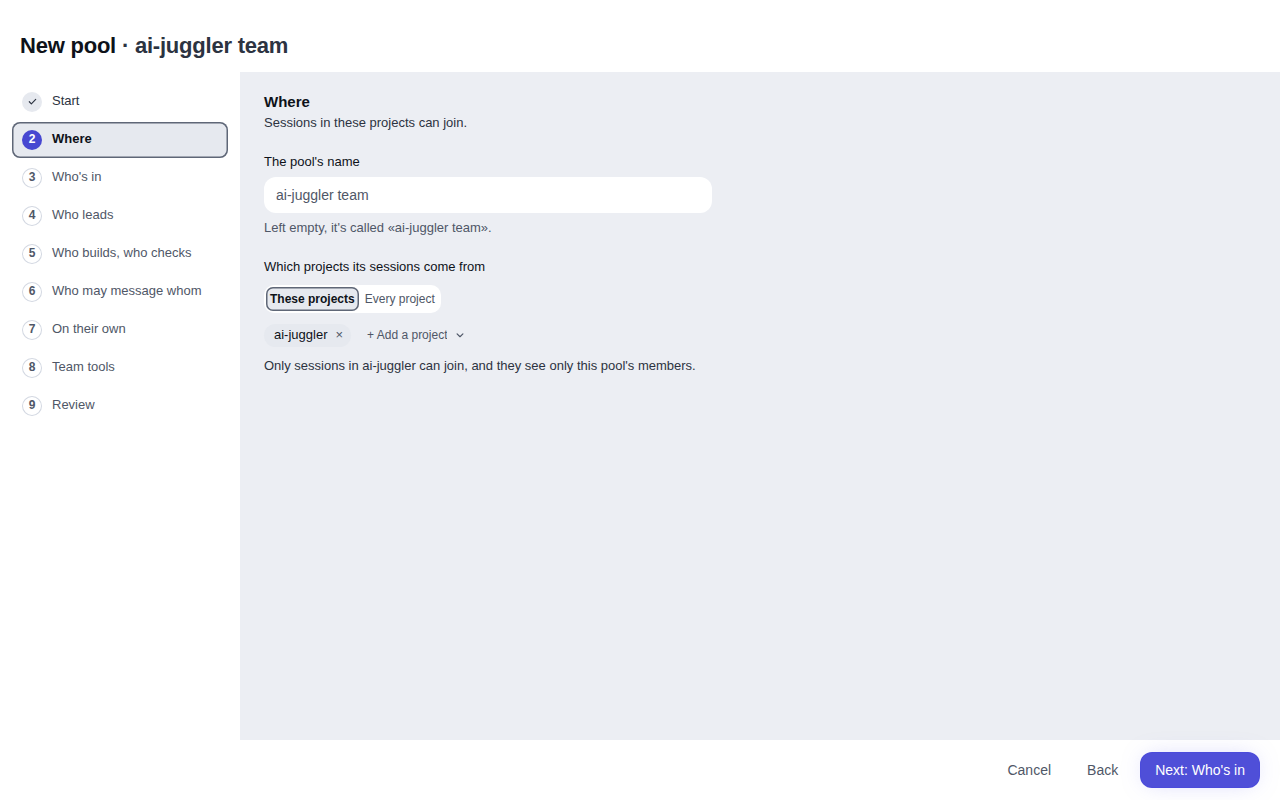 New pool · ai-juggler team
Start
2 Where
3 Who's in
4 Who leads
5 Who builds, who checks
6 Who may message whom
7 On their own
8 Team tools
9 Review
Where
Sessions in these projects can join.
The pool's name
ai-juggler team
Left empty, it's called «ai-juggler team».
Which projects its sessions come from
These projects Every project
ai-juggler × + Add a project
Only sessions in ai-juggler can join, and they see only this pool's members.
Cancel Back Next: Who's in